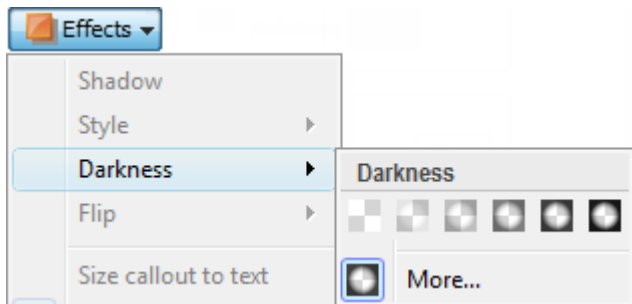 Effects
Shadow
Style
Darkness
Darkness
Flip
Size callout to text
More...